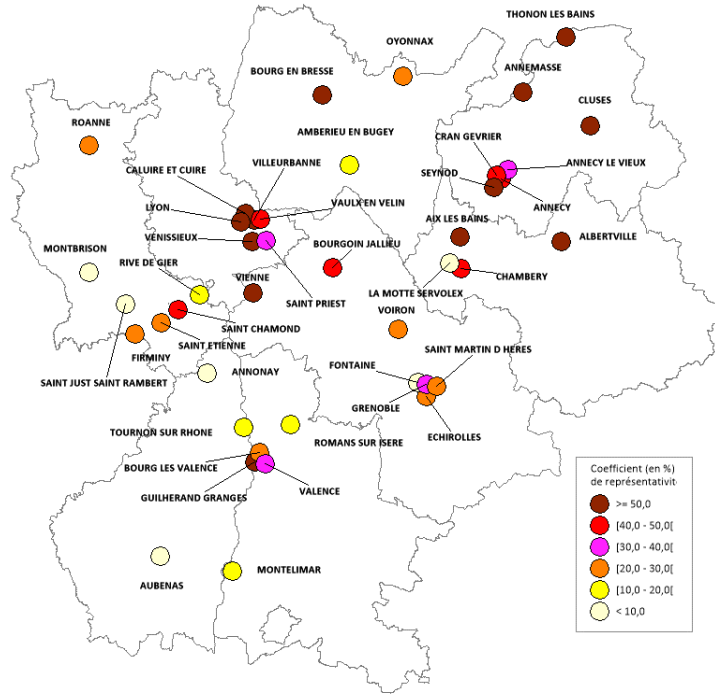 THONON LES BAINS
OYONNAX
BOURG EN BRESSE
ANNEMASSE
CLUSES
ROANNE
AMBERIEU EN BUGEY
CRAN GEVRIER
VILLEURBANNE
ANNECY LE VIEUX
CALUIRE ET CUIRE
SEYNOD
VAULX EN VELIN
LYON
ANNECY
AIX LES BAINS
VENISSIEUX
ALBERTVILLE
BOURGOIN JALLIEU
MONTBRISON
RIVE DE GIER
VIENNE
CHAMBERY
LA MOTTE SERVOLEX
SAINT PRIEST
VOIRON
SAINT CHAMOND
SAINT ETIENNE
SAINT MARTIN D HERES
FIRMINY
FONTAINE
ANNONAY
SAINT JUST SAINT RAMBERT
GRENOBLE
TOURNON SUR RHONE
ECHIROLLES
ROMANS SUR ISERE
BOURG LES VALENCE
GUILHERAND GRANGES
VALENCE
MONTELIMAR
AUBENAS
Coefficient (en %)
de représentativit
>= 50,0
[40,0 - 50,0[
[30,0 - 40,0[
[20,0 - 30,0[
[10,0 - 20,0[
< 10,0